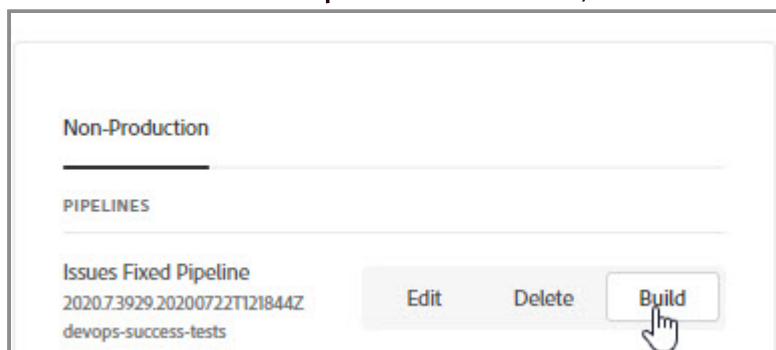 Non-Production
PIPELINES
Issues Fixed Pipeline
2020.7.3929.20200722T121844Z
devops-success-tests
Edit Delete Build